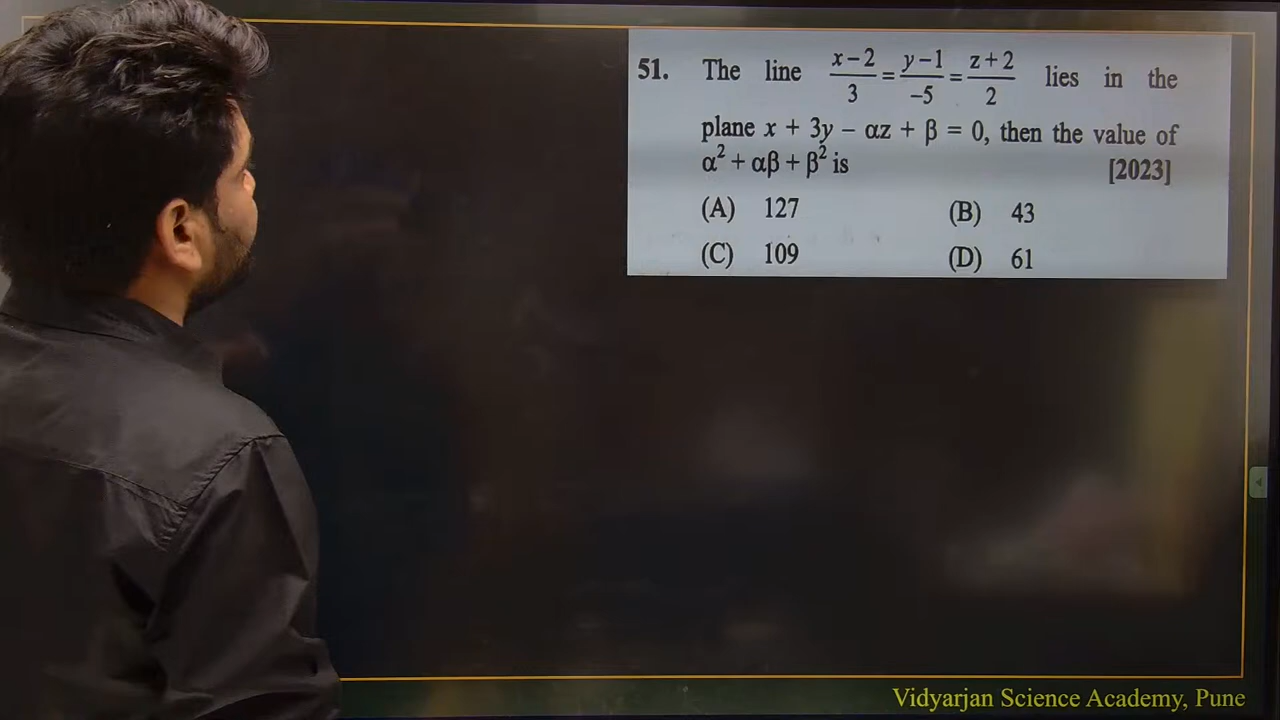 51. The line x−2/3 = y−1/−5 = z+2/2 lies in the
plane x + 3y − αz + β = 0, then the value of
α² + αβ + β² is [2023]
(A) 127 (B) 43
(C) 109 (D) 61
Vidyarjan Science Academy, Pune